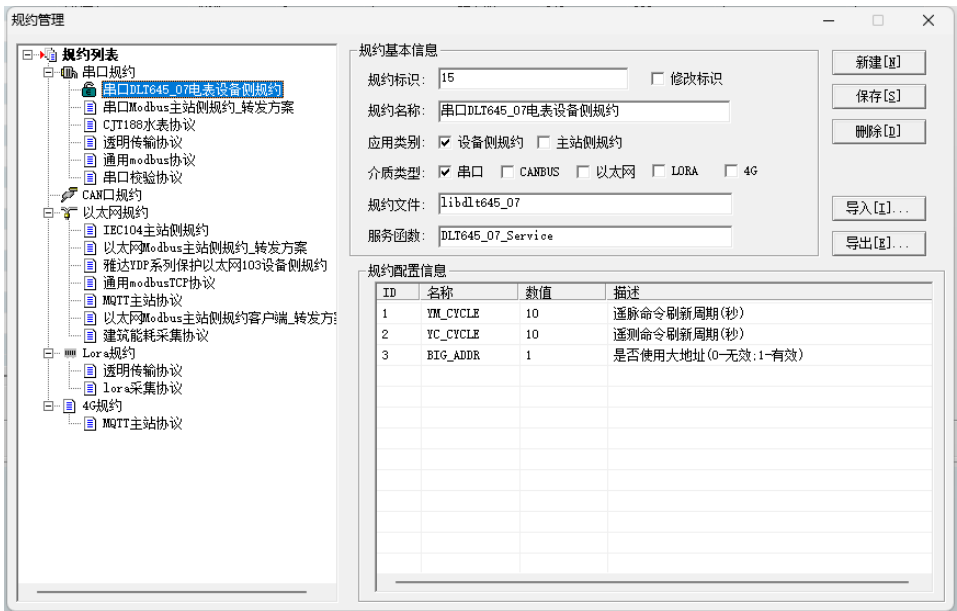 规约管理
规约列表
串口规约
串口DLT645_07电表设备侧规约
串口Modbus主站侧规约_转发方案
CJT188水表协议
透明传输协议
通用modbus协议
串口校验协议
CAN口规约
以太网规约
IEC104主站侧规约
以太网Modbus主站侧规约_转发方案
雅达YDP系列保护以太网103设备侧规约
通用modbusTCP协议
MQTT主站协议
以太网Modbus主站侧规约客户端_转发方
建筑能耗采集协议
Lora规约
透明传输协议
lora采集协议
4G规约
MQTT主站协议
规约基本信息
规约标识: 15 修改标识
规约名称: 串口DLT645_07电表设备侧规约
应用类别: 设备侧规约 主站侧规约
介质类型: 串口 CANBUS 以太网 LORA 4G
规约文件: libdlt645_07
服务函数: DLT645_07_Service
新建[N]
保存[S]
删除[D]
导入[I]...
导出[E]...
规约配置信息
ID 名称 数值 描述
1 YM_CYCLE 10 遥脉命令刷新周期(秒)
2 YC_CYCLE 10 遥测命令刷新周期(秒)
3 BIG_ADDR 1 是否使用大地址(0-无效;1-有效)